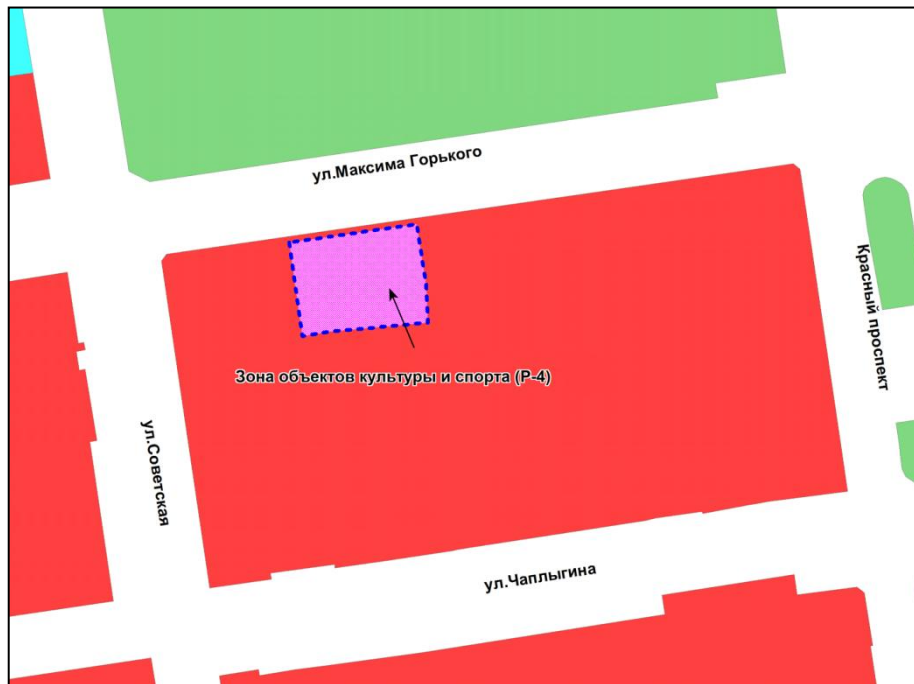 ул.Максима Горького
Красный проспект
Зона объектов культуры и спорта (Р-4)
ул.Советская
ул.Чаплыгина